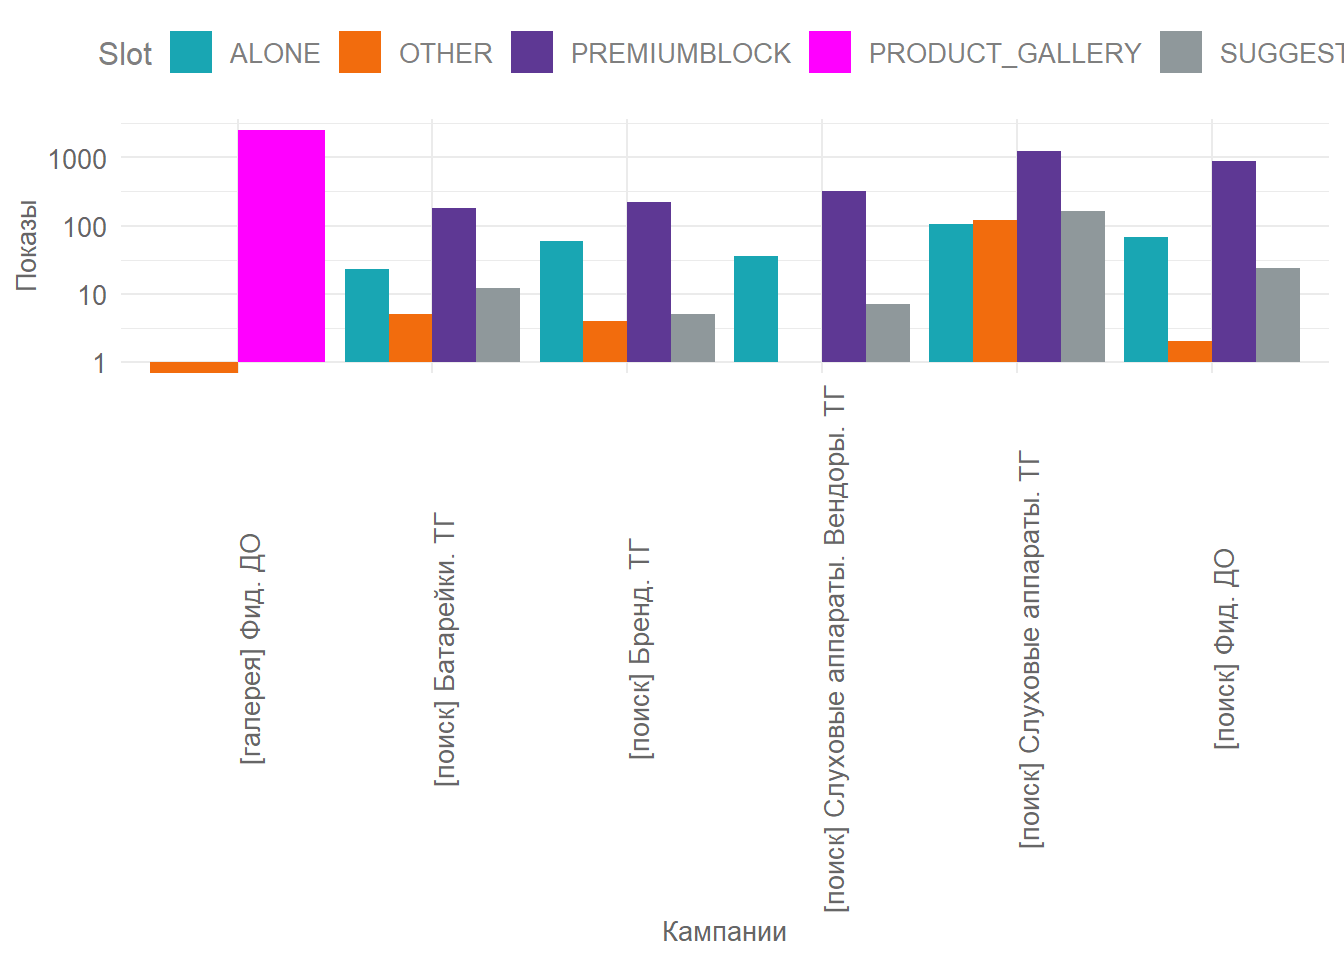 Slot ALONE OTHER PREMIUMBLOCK PRODUCT_GALLERY SUGGEST
Показы
1000
100
10
1
[галерея] Фид. ДО
[поиск] Батарейки. ТГ
[поиск] Бренд. ТГ
[поиск] Слуховые аппараты. Вендоры. ТГ
[поиск] Слуховые аппараты. ТГ
[поиск] Фид. ДО
Кампании